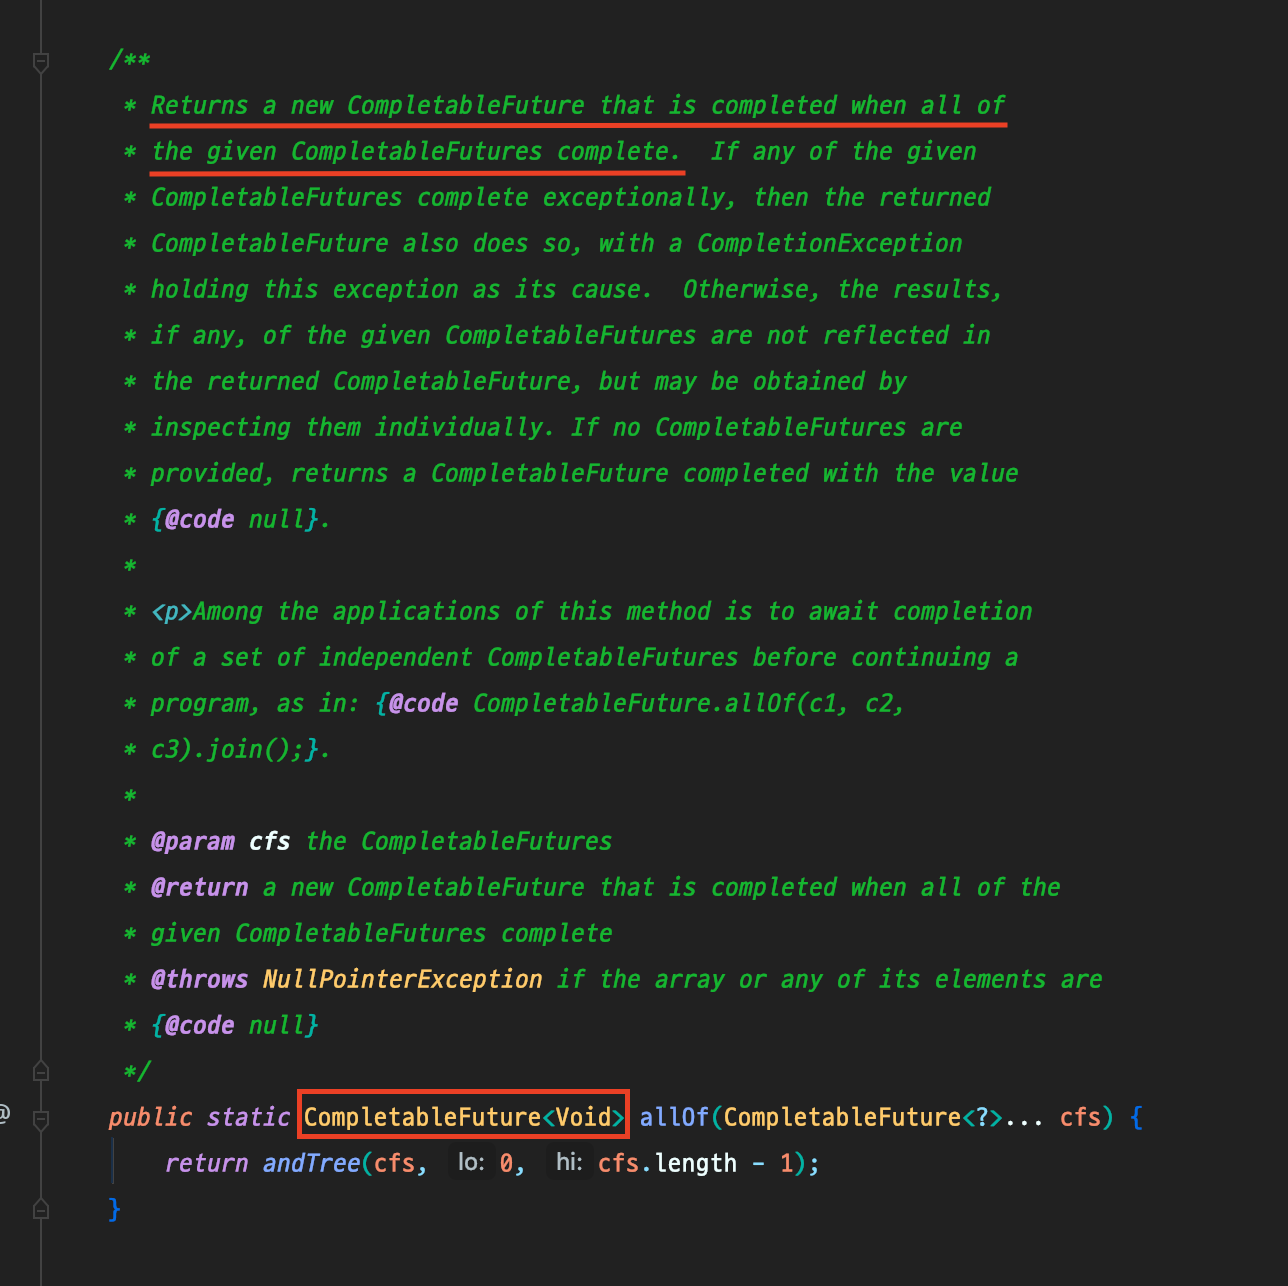 /**
* Returns a new CompletableFuture that is completed when all of
* the given CompletableFutures complete.  If any of the given
* CompletableFutures complete exceptionally, then the returned
* CompletableFuture also does so, with a CompletionException
* holding this exception as its cause.  Otherwise, the results,
* if any, of the given CompletableFutures are not reflected in
* the returned CompletableFuture, but may be obtained by
* inspecting them individually. If no CompletableFutures are
* provided, returns a CompletableFuture completed with the value
* {@code null}.
*
* <p>Among the applications of this method is to await completion
* of a set of independent CompletableFutures before continuing a
* program, as in: {@code CompletableFuture.allOf(c1, c2,
* c3).join();}.
*
* @param cfs the CompletableFutures
* @return a new CompletableFuture that is completed when all of the
* given CompletableFutures complete
* @throws NullPointerException if the array or any of its elements are
* {@code null}
*/
@ public static CompletableFuture<Void> allOf(CompletableFuture<?>... cfs) {
return andTree(cfs, lo: 0, hi: cfs.length - 1);
}